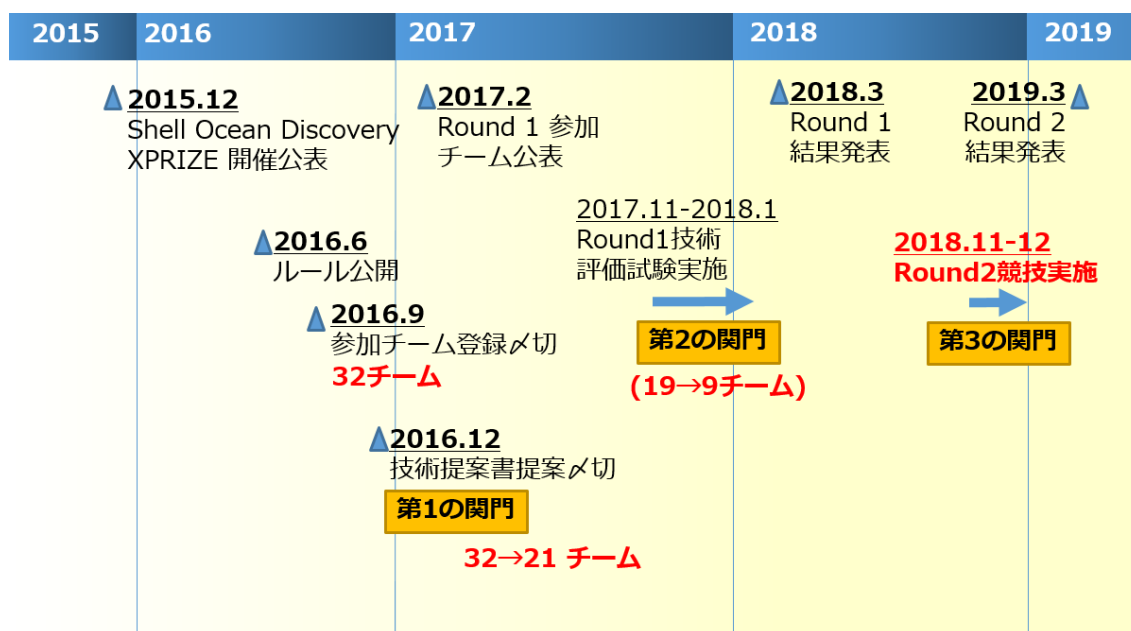 2015
2016
2017
2018
2019
2015.12
Shell Ocean Discovery
XPRIZE 開催公表
2017.2
Round 1 参加
チーム公表
2018.3
Round 1
結果発表
2019.3
Round 2
結果発表
2016.6
ルール公開
2017.11-2018.1
Round1技術
評価試験実施
2018.11-12
Round2競技実施
2016.9
参加チーム登録〆切
32チーム
第2の関門
(19→9チーム)
第3の関門
2016.12
技術提案書提案〆切
第1の関門
32→21 チーム